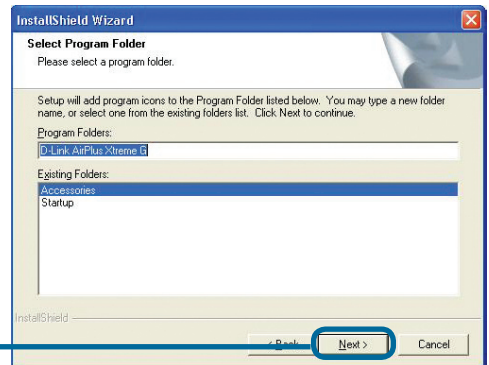 InstallShield Wizard
Select Program Folder
Please select a program folder.
Setup will add program icons to the Program Folder listed below. You may type a new folder
name, or select one from the existing folders list. Click Next to continue.
Program Folders:
D-Link AirPlus Xtreme G
Existing Folders:
Accessories
Startup
InstallShield
< Back Next > Cancel